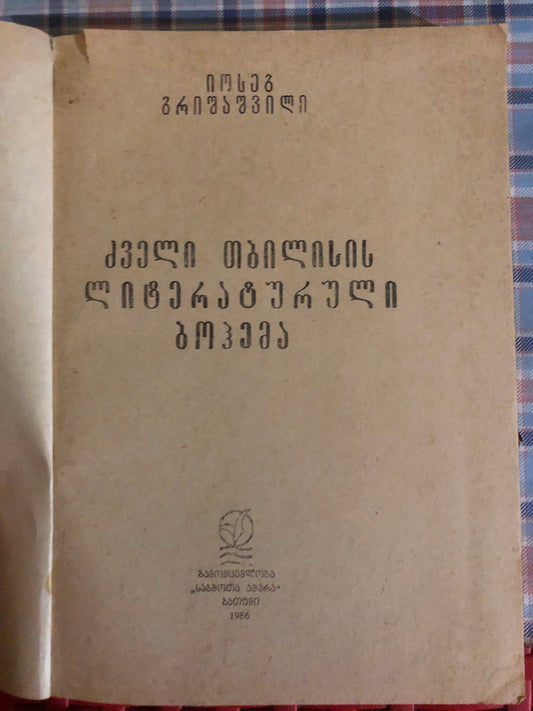 იოსებ
გრიშაშვილი
ძველი თბილისის
ლიტერატურული
ბოჰემა
გამომცემლობა
„საბჭოთა აჭარა“
ბათუმი
1986